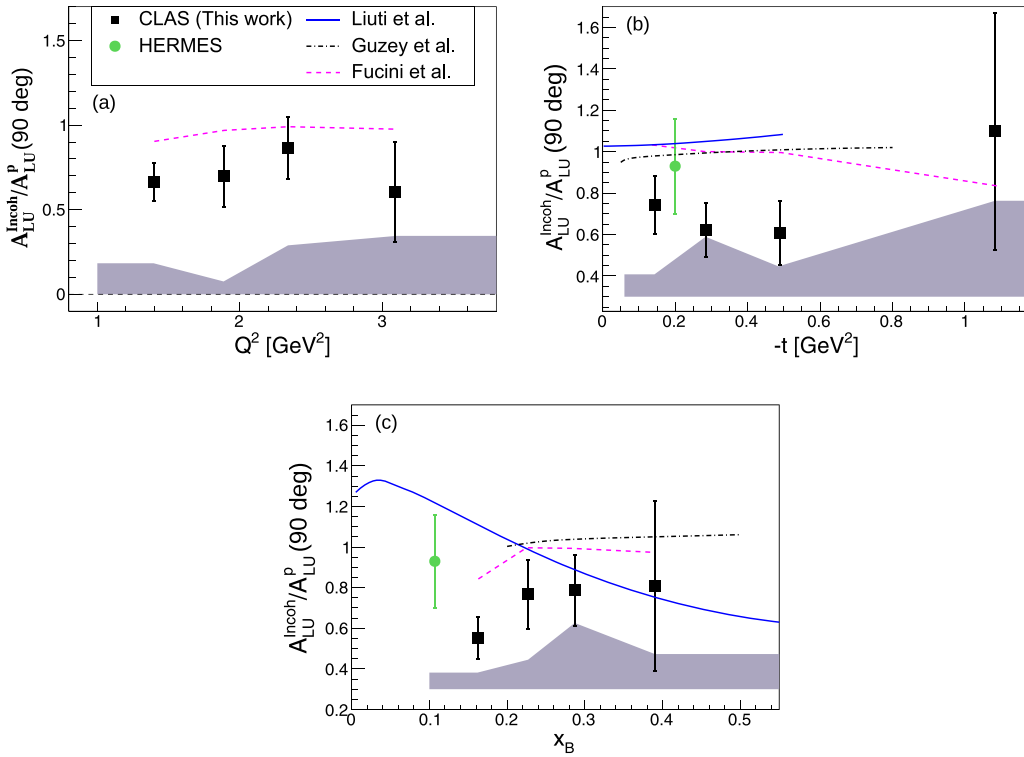 CLAS (This work)
HERMES
Liuti et al.
Guzey et al.
Fucini et al.
(a)
A_LU^Incoh/A_LU^p(90 deg)
1.5
1
0.5
0
1 2 3
Q² [GeV²]
(b)
A_LU^Incoh/A_LU^p(90 deg)
1.6
1.4
1.2
1
0.8
0.6
0.4
0 0.2 0.4 0.6 0.8 1
-t [GeV²]
(c)
A_LU^Incoh/A_LU^p(90 deg)
1.6
1.4
1.2
1
0.8
0.6
0.4
0.2
0 0.1 0.2 0.3 0.4 0.5
x_B